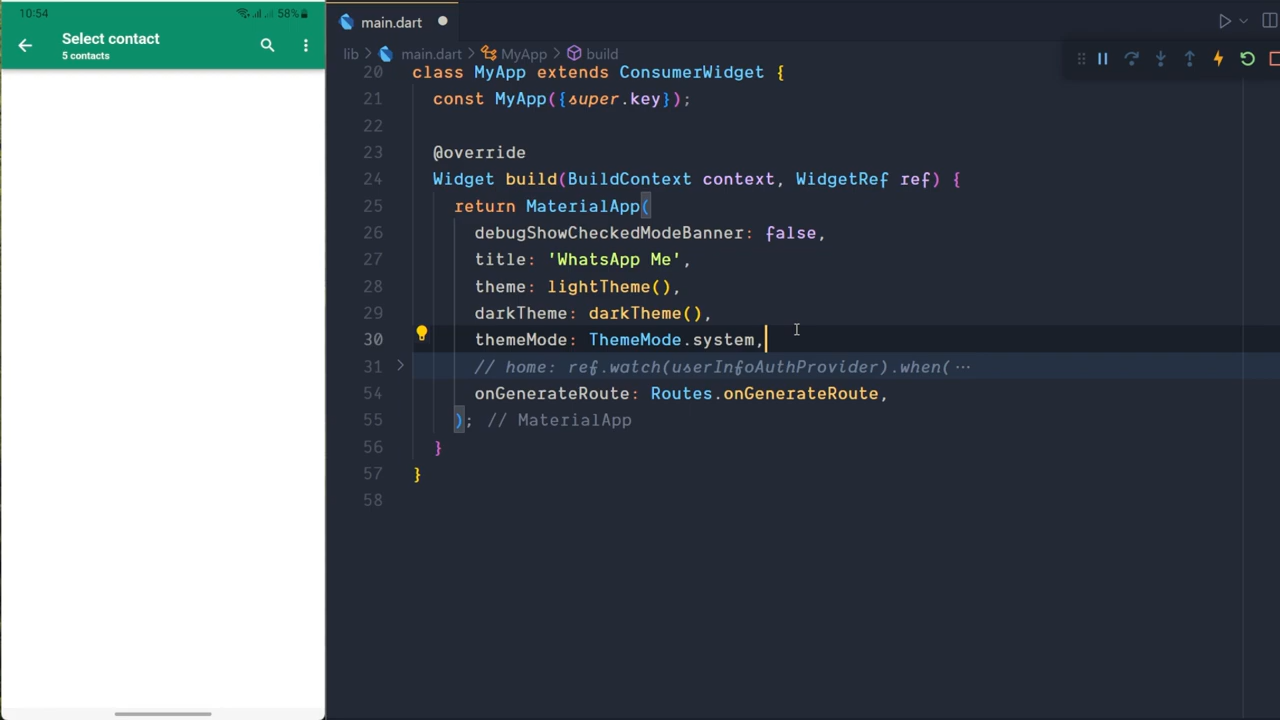 10:54
58%
Select contact
5 contacts
main.dart
lib > main.dart > MyApp > build
20 class MyApp extends ConsumerWidget {
21 const MyApp({super.key});
22
23 @override
24 Widget build(BuildContext context, WidgetRef ref) {
25 return MaterialApp(
26 debugShowCheckedModeBanner: false,
27 title: 'WhatsApp Me',
28 theme: lightTheme(),
29 darkTheme: darkTheme(),
30 themeMode: ThemeMode.system,
31 // home: ref.watch(userInfoAuthProvider).when(…
54 onGenerateRoute: Routes.onGenerateRoute,
55 ); // MaterialApp
56 }
57 }
58